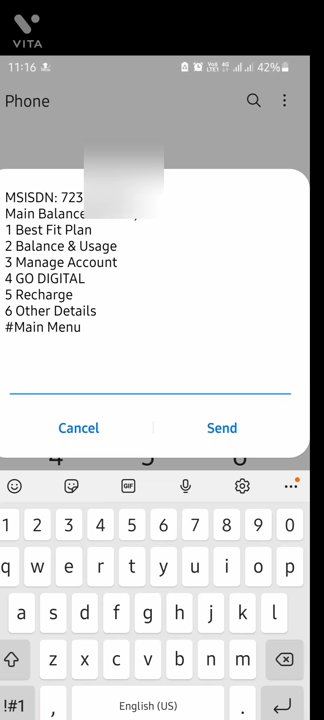 VITA
11:16 42%
Phone
MSISDN: 723
Main Balance
1 Best Fit Plan
2 Balance & Usage
3 Manage Account
4 GO DIGITAL
5 Recharge
6 Other Details
#Main Menu
Cancel Send
GIF
1 2 3 4 5 6 7 8 9 0
q w e r t y u i o p
a s d f g h j k l
z x c v b n m
!#1 , English (US) .